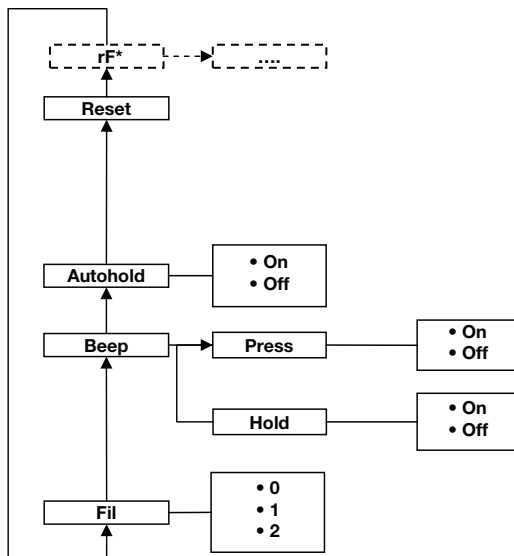 rF*
....
Reset
Autohold
• On
• Off
Beep
Press
• On
• Off
Hold
• On
• Off
Fil
• 0
• 1
• 2